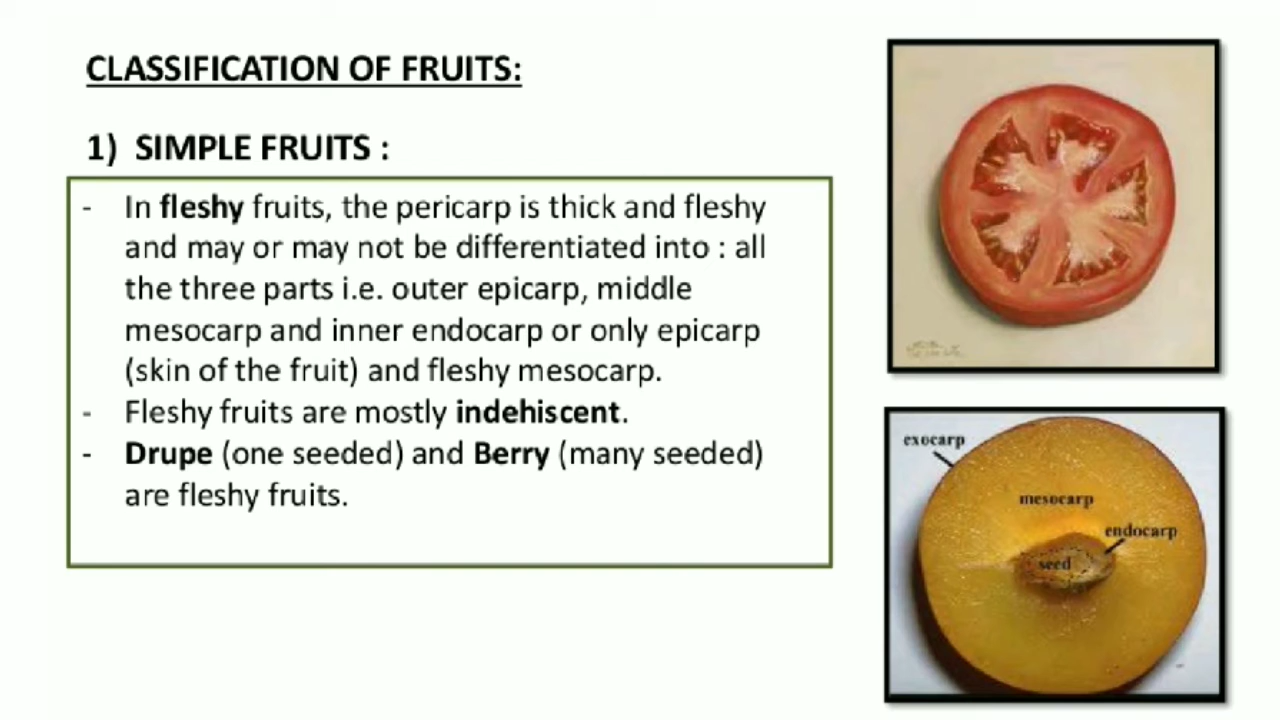 CLASSIFICATION OF FRUITS:
1) SIMPLE FRUITS :
- In fleshy fruits, the pericarp is thick and fleshy
and may or may not be differentiated into : all
the three parts i.e. outer epicarp, middle
mesocarp and inner endocarp or only epicarp
(skin of the fruit) and fleshy mesocarp.
- Fleshy fruits are mostly indehiscent.
- Drupe (one seeded) and Berry (many seeded)
are fleshy fruits.
exocarp
mesocarp
endocarp
seed